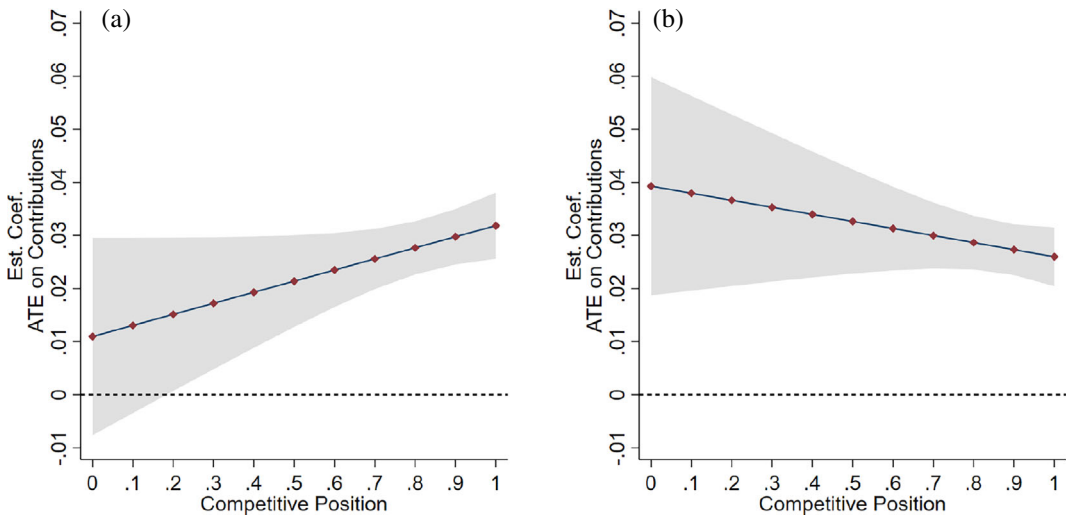 (a)
Est. Coef.
ATE on Contributions
.07
.06
.05
.04
.03
.02
.01
0
-.01
0 .1 .2 .3 .4 .5 .6 .7 .8 .9 1
Competitive Position
(b)
Est. Coef.
ATE on Contributions
.07
.06
.05
.04
.03
.02
.01
0
-.01
0 .1 .2 .3 .4 .5 .6 .7 .8 .9 1
Competitive Position